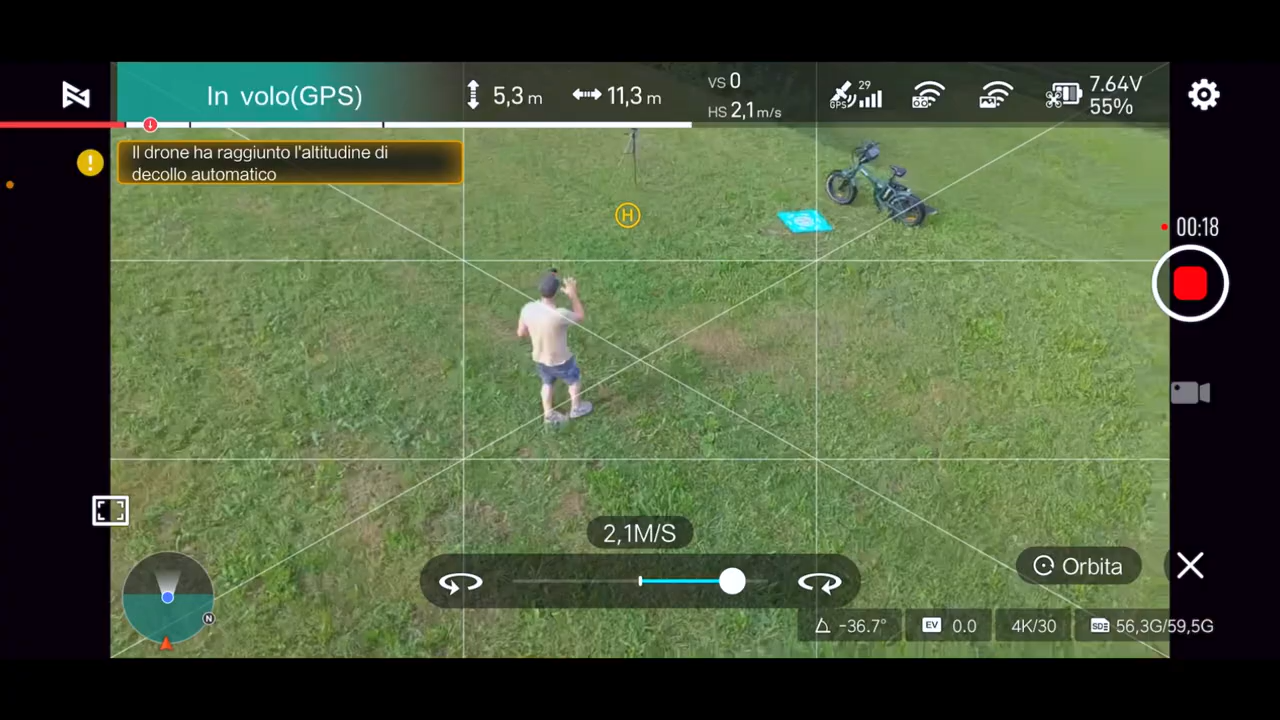 In volo(GPS)
5,3 m
11,3 m
VS 0
HS 2,1 m/s
GPS
29
7.64V
55%
Il drone ha raggiunto l'altitudine di
decollo automatico
H
00:18
2,1M/S
Orbita
N
-36.7°
EV 0.0
4K/30
SD 56,3G/59,5G